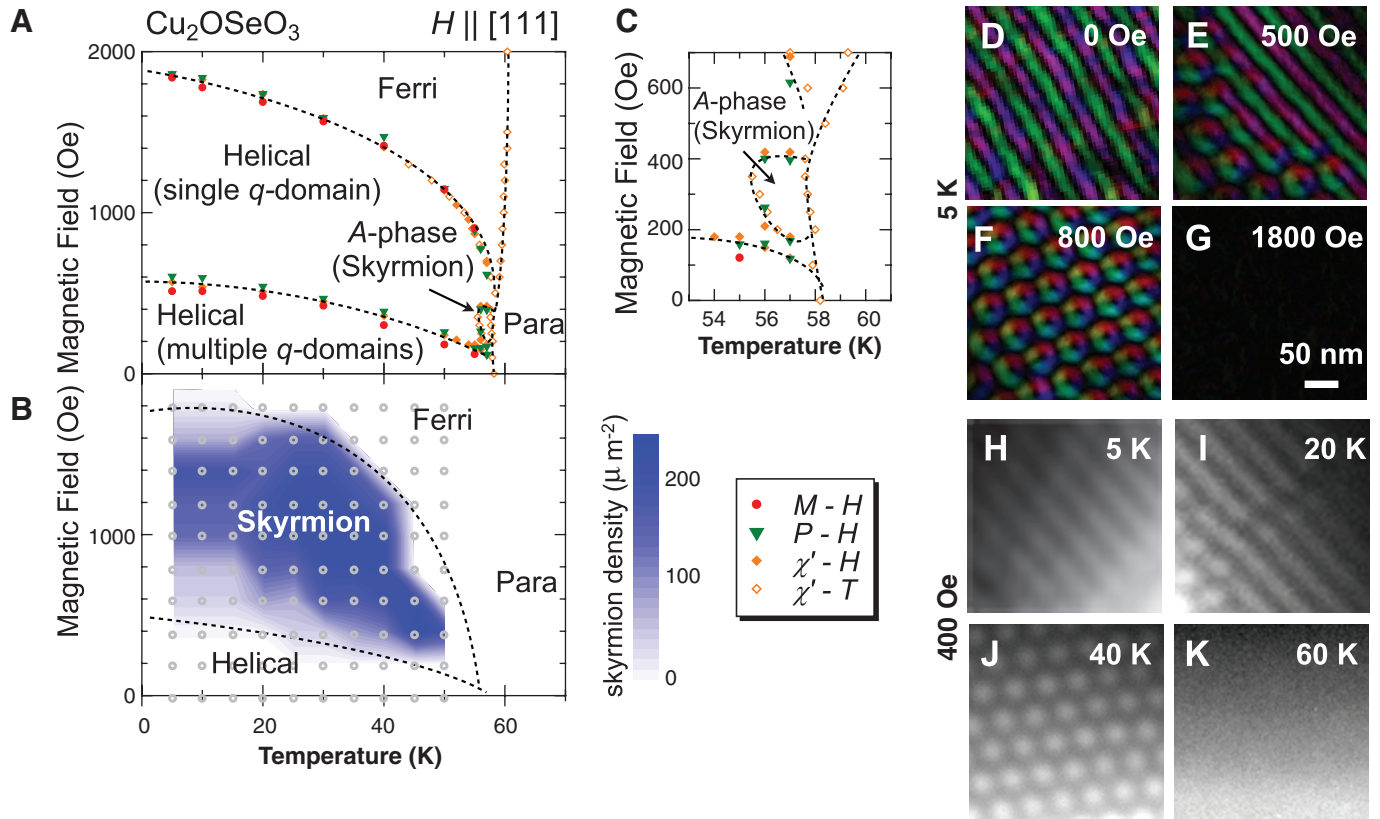 A
Cu2OSeO3
H || [111]
Magnetic Field (Oe)
2000
1000
0
Ferri
Helical
(single q-domain)
A-phase
(Skyrmion)
Helical
(multiple q-domains)
Para
B
Magnetic Field (Oe)
1000
0
Ferri
Skyrmion
Para
Helical
0
20
40
60
Temperature (K)
C
Magnetic Field (Oe)
600
400
200
0
A-phase
(Skyrmion)
54
56
58
60
Temperature (K)
skyrmion density (μ m-2)
200
100
0
M - H
P - H
χ' - H
χ' - T
5 K
D
0 Oe
E
500 Oe
F
800 Oe
G
1800 Oe
50 nm
400 Oe
H
5 K
I
20 K
J
40 K
K
60 K